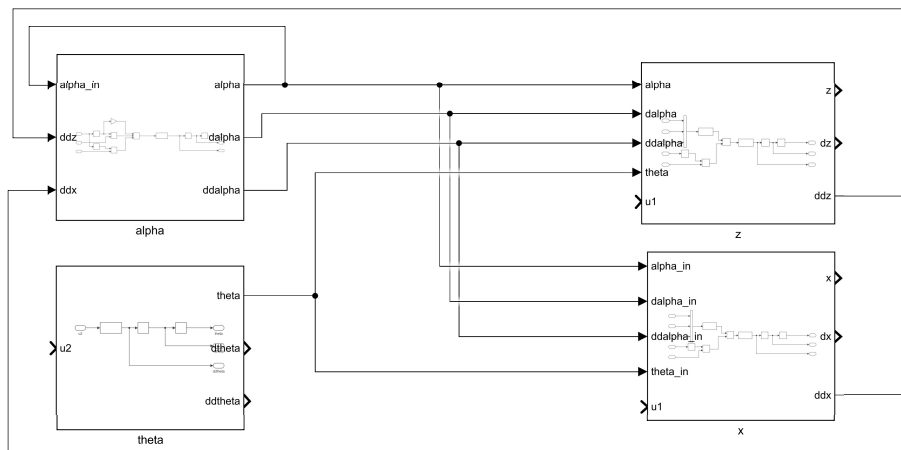 alpha_in
ddz
ddx
alpha
dalpha
ddalpha
alpha
u2
theta
dtheta
ddtheta
theta
alpha
dalpha
ddalpha
theta
u1
z
dz
ddz
z
alpha_in
dalpha_in
ddalpha_in
theta_in
u1
x
dx
ddx
x